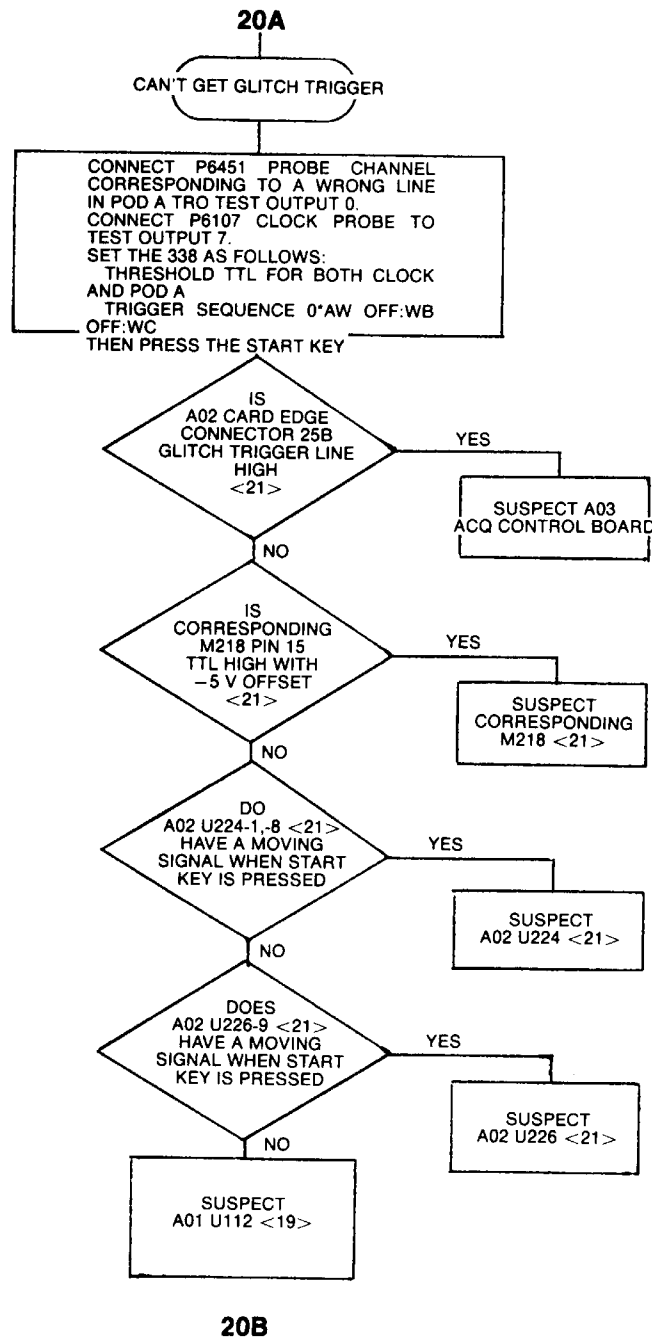 20A
CAN'T GET GLITCH TRIGGER
CONNECT P6451 PROBE CHANNEL
CORRESPONDING TO A WRONG LINE
IN POD A TRO TEST OUTPUT 0.
CONNECT P6107 CLOCK PROBE TO
TEST OUTPUT 7.
SET THE 338 AS FOLLOWS:
THRESHOLD TTL FOR BOTH CLOCK
AND POD A
TRIGGER SEQUENCE 0*AW OFF:WB
OFF:WC
THEN PRESS THE START KEY
IS
A02 CARD EDGE
CONNECTOR 25B
GLITCH TRIGGER LINE
HIGH
<21>
YES
SUSPECT A03
ACQ CONTROL BOARD
NO
IS
CORRESPONDING
M218 PIN 15
TTL HIGH WITH
−5 V OFFSET
<21>
YES
SUSPECT
CORRESPONDING
M218 <21>
NO
DO
A02 U224-1,-8 <21>
HAVE A MOVING
SIGNAL WHEN START
KEY IS PRESSED
YES
SUSPECT
A02 U224 <21>
NO
DOES
A02 U226-9 <21>
HAVE A MOVING
SIGNAL WHEN START
KEY IS PRESSED
YES
SUSPECT
A02 U226 <21>
NO
SUSPECT
A01 U112 <19>
20B